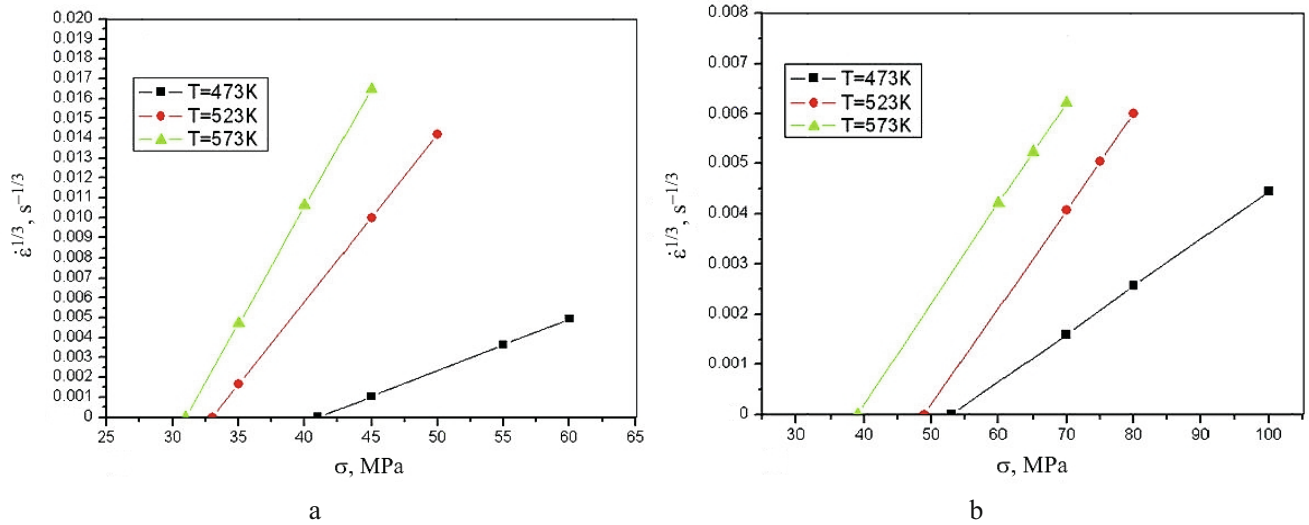 0.020
0.018
0.017
0.016
0.015
0.014
0.013
0.012
0.011
0.010
0.009
0.008
0.007
0.006
0.005
0.004
0.003
0.002
0.001
0
25 30 35 40 45 50 55 60 65
ε̇^1/3, s^−1/3
σ, MPa
T=473K
T=523K
T=573K
a
0.008
0.007
0.006
0.005
0.004
0.003
0.002
0.001
0
30 40 50 60 70 80 90 100
ε̇^1/3, s^−1/3
σ, MPa
T=473K
T=523K
T=573K
b